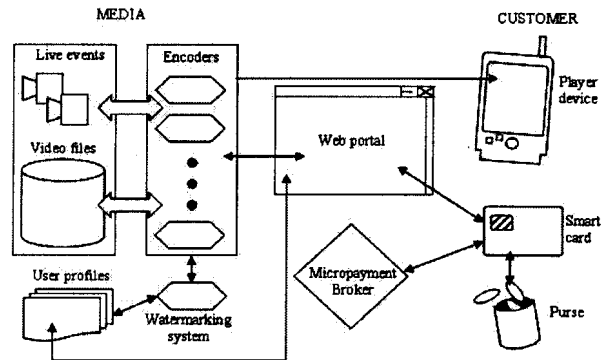 MEDIA
CUSTOMER
Live events
Encoders
Player
device
Video files
Web portal
Smart
card
User profiles
Micropayment
Broker
Watermarking
system
Purse